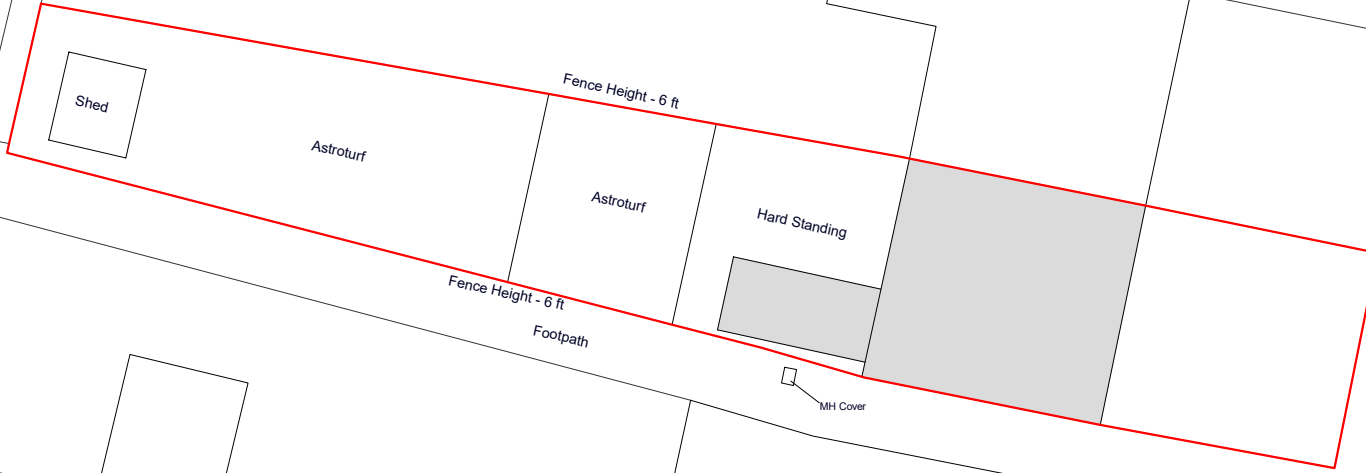 Fence Height - 6 ft
Shed
Astroturf
Astroturf
Hard Standing
Fence Height - 6 ft
Footpath
MH Cover